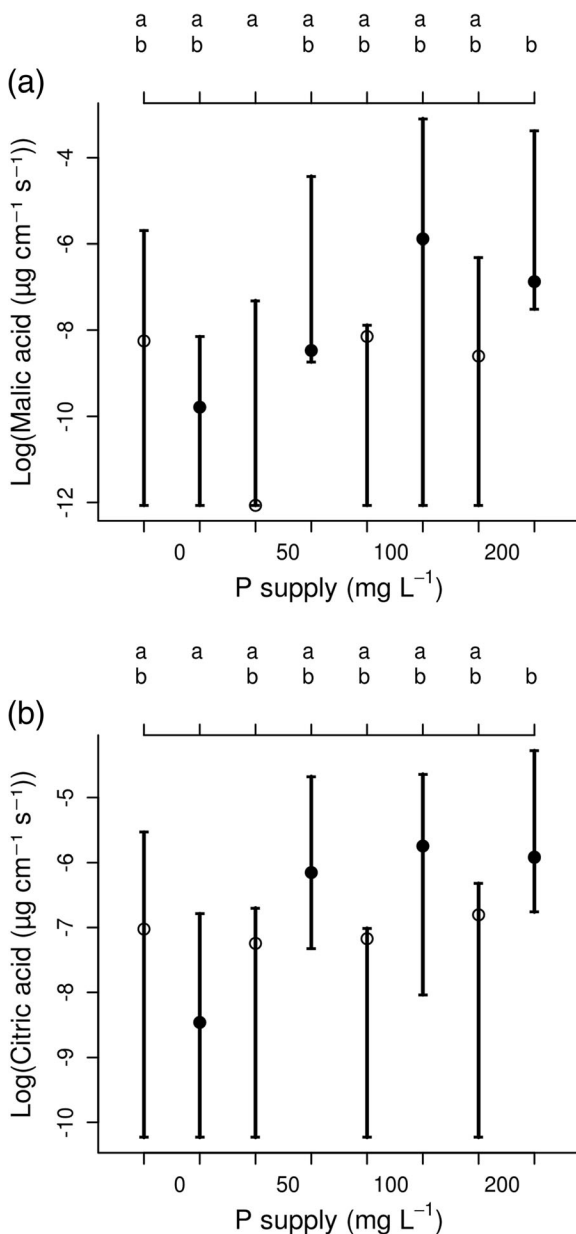 a a a a a a a
b b b b b b
(a)
Log(Malic acid (µg cm⁻¹ s⁻¹))
-4
-6
-8
-10
-12
0 50 100 200
P supply (mg L⁻¹)
a a a a a a a
b b b b b b
(b)
Log(Citric acid (µg cm⁻¹ s⁻¹))
-5
-6
-7
-8
-9
-10
0 50 100 200
P supply (mg L⁻¹)